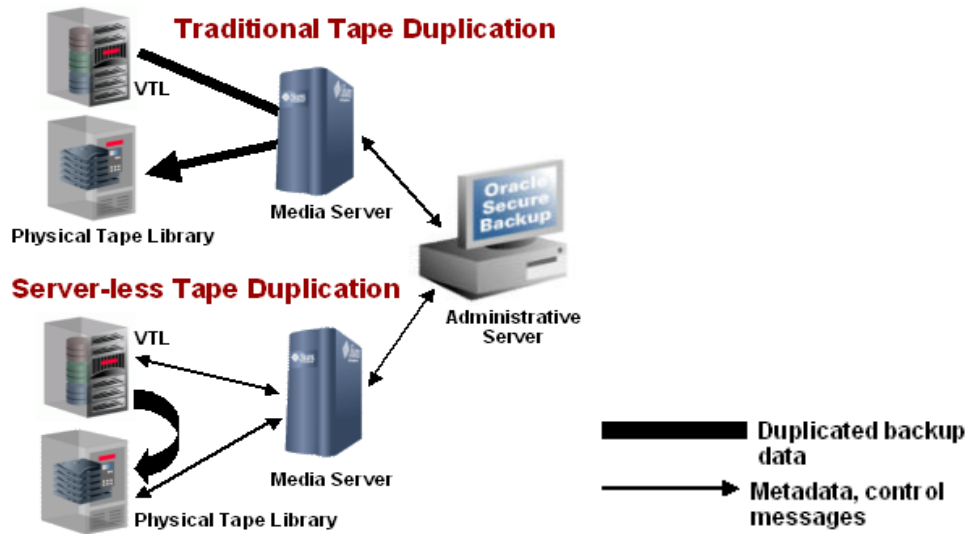 Traditional Tape Duplication
VTL
Media Server
Physical Tape Library
Oracle
Secure
Backup
Administrative
Server
Server-less Tape Duplication
VTL
Media Server
Physical Tape Library
Duplicated backup
data
Metadata, control
messages